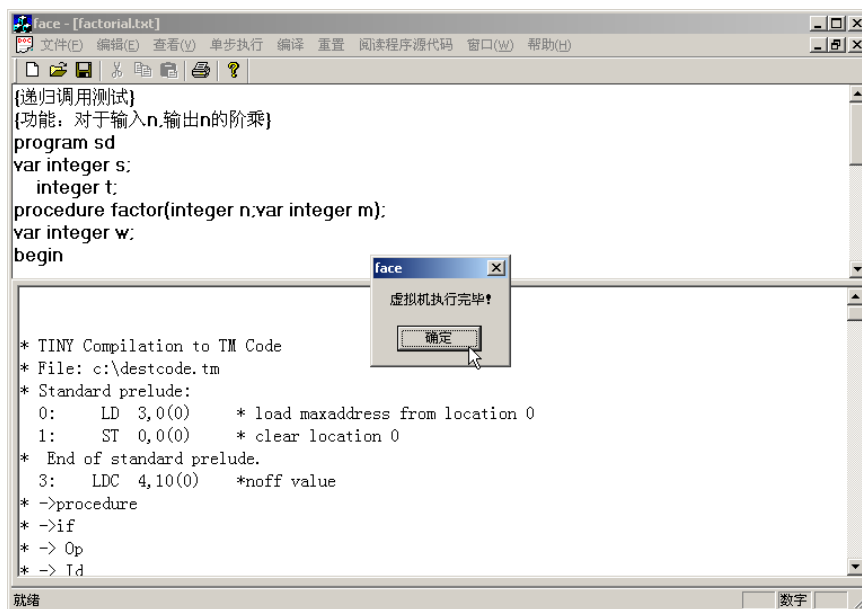 face - [factorial.txt]
文件(F) 编辑(E) 查看(V) 单步执行 编译 重置 阅读程序源代码 窗口(W) 帮助(H)
{递归调用测试}
{功能：对于输入n,输出n的阶乘}
program sd
var integer s;
integer t;
procedure factor(integer n;var integer m);
var integer w;
begin
face
虚拟机执行完毕!
确定
* TINY Compilation to TM Code
* File: c:\destcode.tm
* Standard prelude:
0: LD 3,0(0) * load maxaddress from location 0
1: ST 0,0(0) * clear location 0
* End of standard prelude.
3: LDC 4,10(0) *noff value
* ->procedure
* ->if
* -> Op
* -> Id
就绪 数字